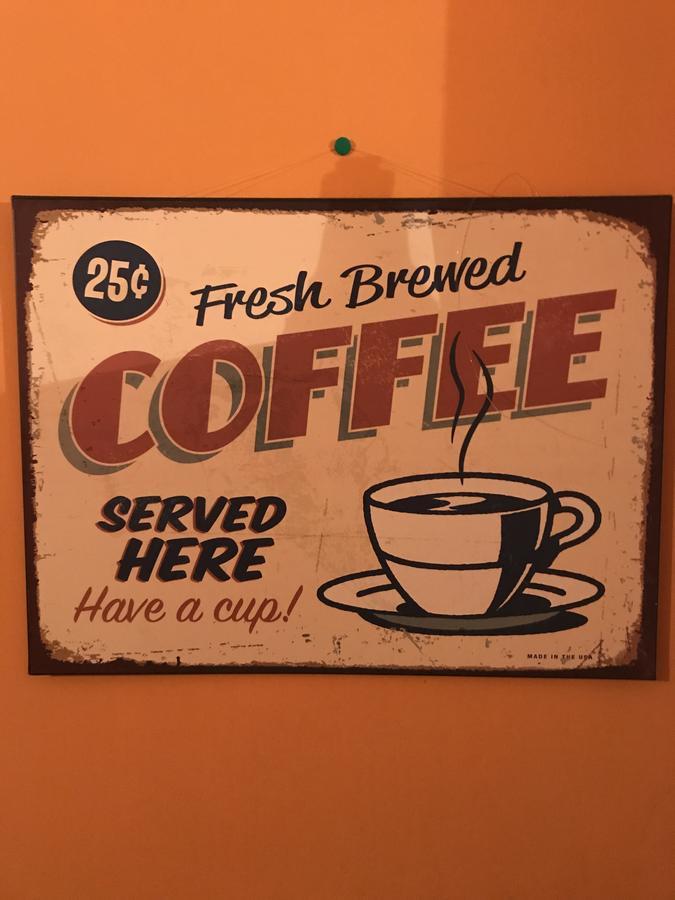 25¢
Fresh Brewed
COFFEE
SERVED
HERE
Have a cup!
MADE IN THE USA